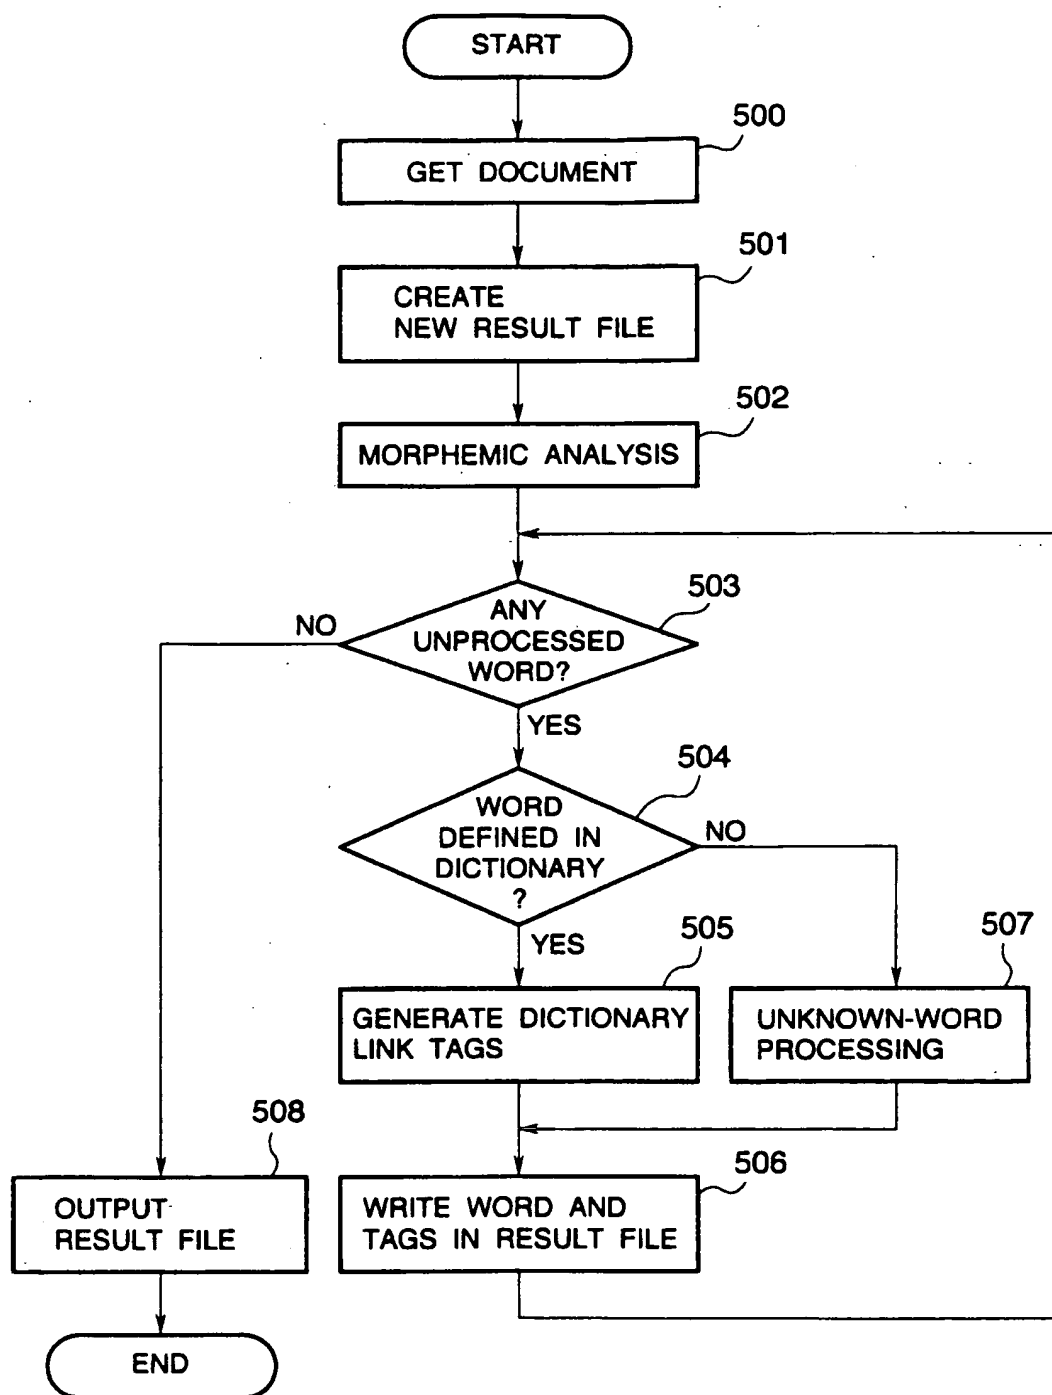 START
500
GET DOCUMENT
501
CREATE
NEW RESULT FILE
502
MORPHEMIC ANALYSIS
503
NO
ANY
UNPROCESSED
WORD?
YES
504
WORD
DEFINED IN
DICTIONARY
?
NO
YES
505
507
GENERATE DICTIONARY
LINK TAGS
UNKNOWN-WORD
PROCESSING
508
506
OUTPUT
RESULT FILE
WRITE WORD AND
TAGS IN RESULT FILE
END